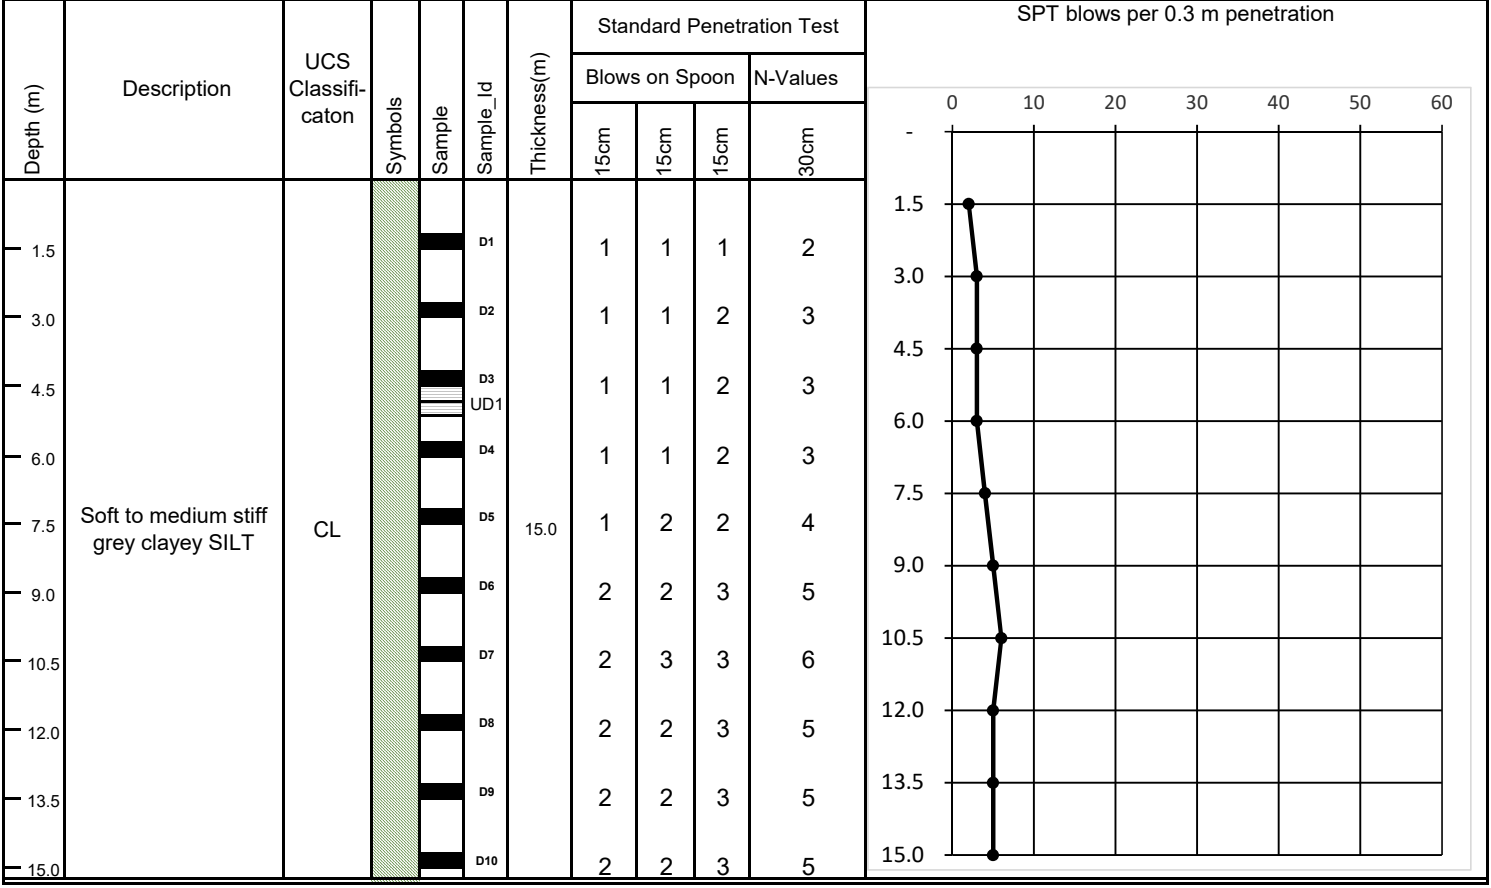 Standard Penetration Test
SPT blows per 0.3 m penetration
Depth (m)
Description
UCS
Classifi-
caton
Symbols
Sample
Sample_Id
Thickness(m)
Blows on Spoon
N-Values
15cm
15cm
15cm
30cm
0 10 20 30 40 50 60
-
1.5 D1 1 1 1 2
3.0 D2 1 1 2 3
4.5 D3 1 1 2 3
UD1
6.0 D4 1 1 2 3
7.5 D5 1 2 2 4
Soft to medium stiff
grey clayey SILT
CL
15.0
9.0 D6 2 2 3 5
10.5 D7 2 3 3 6
12.0 D8 2 2 3 5
13.5 D9 2 2 3 5
15.0 D10 2 2 3 5
1.5
3.0
4.5
6.0
7.5
9.0
10.5
12.0
13.5
15.0